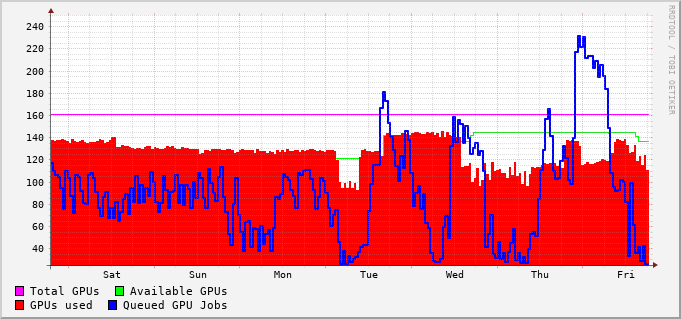 RRDTOOL / TOBI OETIKER
240
220
200
180
160
140
120
100
80
60
40
Sat Sun Mon Tue Wed Thu Fri
Total GPUs Available GPUs
GPUs used Queued GPU Jobs